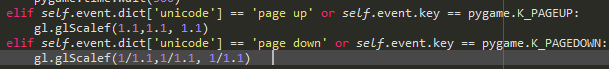 elif self.event.dict['unicode'] == 'page up' or self.event.key == pygame.K_PAGEUP:
gl.glScalef(1.1,1.1, 1.1)
elif self.event.dict['unicode'] == 'page down' or self.event.key == pygame.K_PAGEDOWN:
gl.glScalef(1/1.1,1/1.1, 1/1.1)